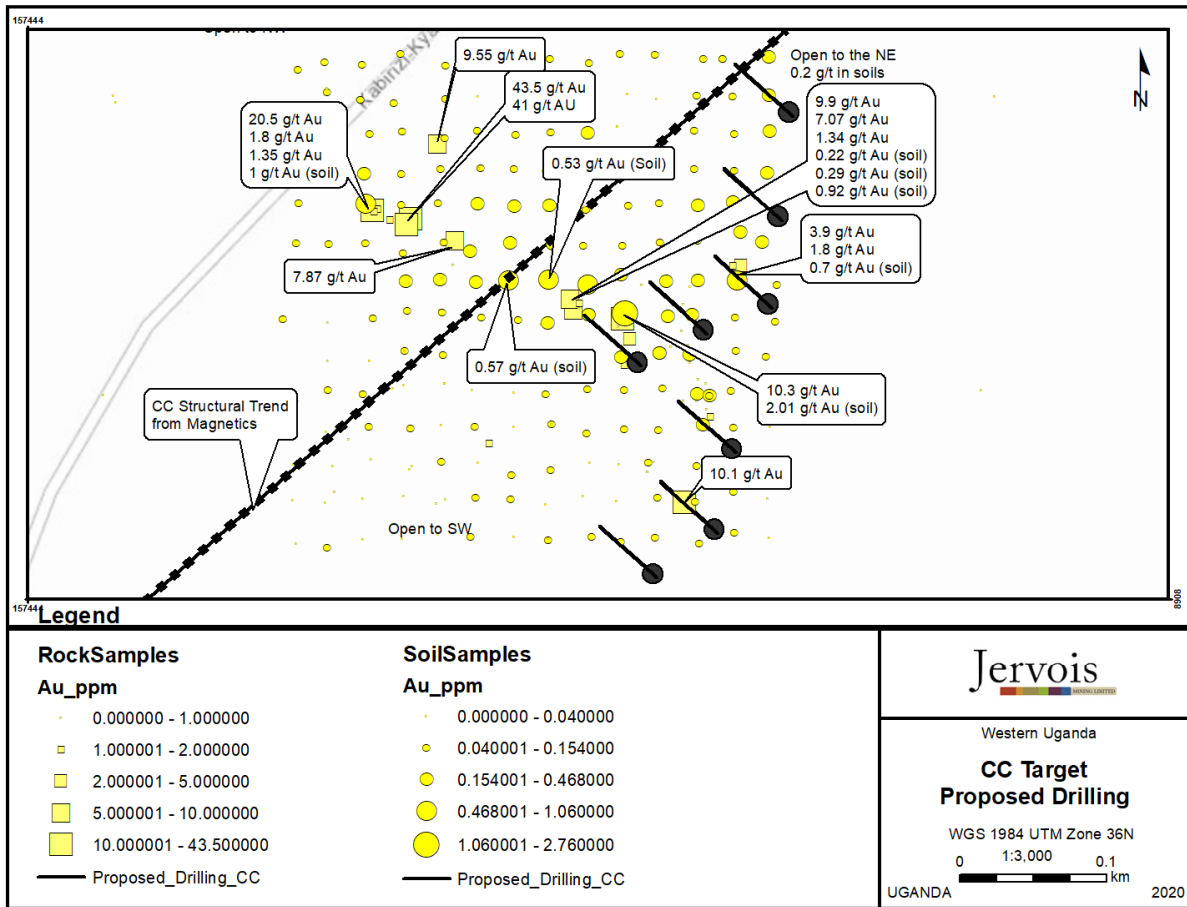 157444
Kabinzi-Kya
9.55 g/t Au
43.5 g/t Au
41 g/t AU
Open to the NE
0.2 g/t in soils
N
20.5 g/t Au
1.8 g/t Au
1.35 g/t Au
1 g/t Au (soil)
0.53 g/t Au (Soil)
9.9 g/t Au
7.07 g/t Au
1.34 g/t Au
0.22 g/t Au (soil)
0.29 g/t Au (soil)
0.92 g/t Au (soil)
3.9 g/t Au
1.8 g/t Au
0.7 g/t Au (soil)
7.87 g/t Au
0.57 g/t Au (soil)
10.3 g/t Au
2.01 g/t Au (soil)
CC Structural Trend
from Magnetics
10.1 g/t Au
Open to SW
157444
8908
Legend
RockSamples
Au_ppm
0.000000 - 1.000000
1.000001 - 2.000000
2.000001 - 5.000000
5.000001 - 10.000000
10.000001 - 43.500000
Proposed_Drilling_CC
SoilSamples
Au_ppm
0.000000 - 0.040000
0.040001 - 0.154000
0.154001 - 0.468000
0.468001 - 1.060000
1.060001 - 2.760000
Proposed_Drilling_CC
Jervois
MINING LIMITED
Western Uganda
CC Target
Proposed Drilling
WGS 1984 UTM Zone 36N
0 1:3,000 0.1
km
UGANDA 2020